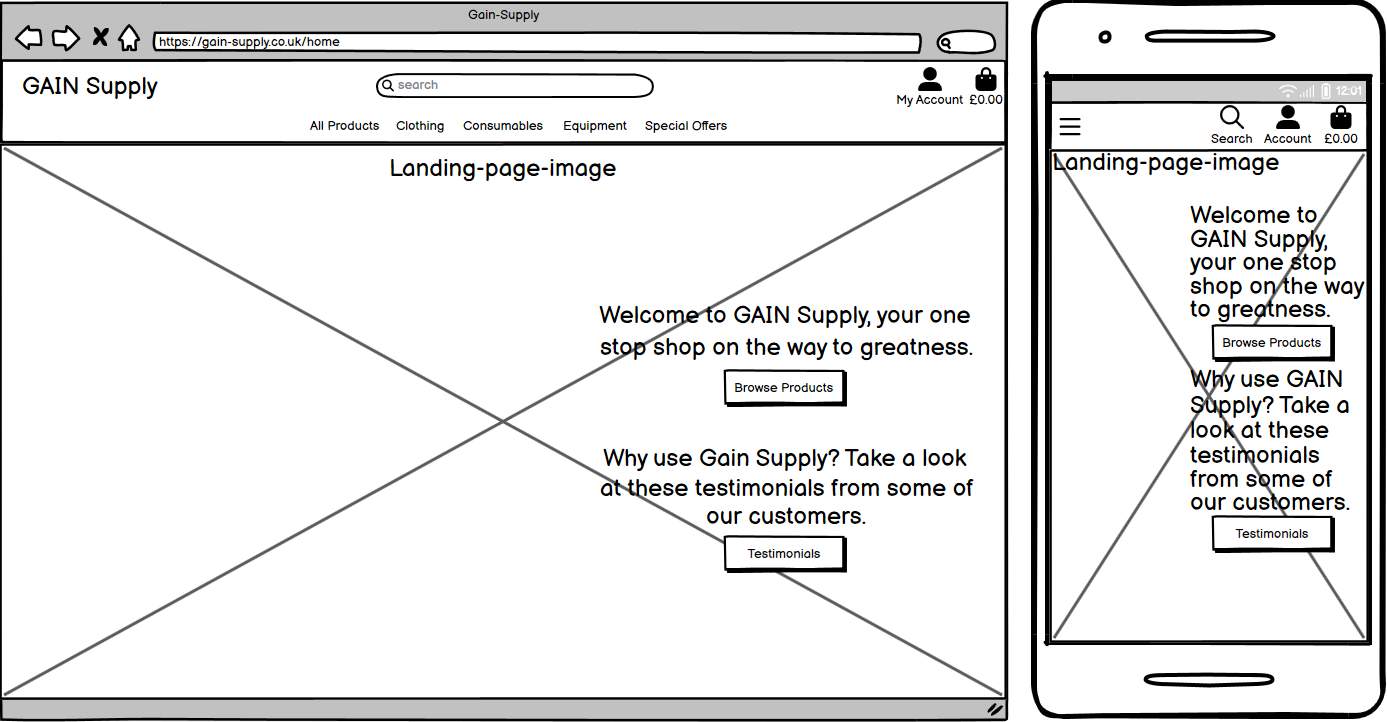 Gain-Supply
https://gain-supply.co.uk/home
GAIN Supply
search
My Account £0.00
All Products Clothing Consumables Equipment Special Offers
Landing-page-image
Welcome to GAIN Supply, your one
stop shop on the way to greatness.
Browse Products
Why use Gain Supply? Take a look
at these testimonials from some of
our customers.
Testimonials
12:01
Search Account £0.00
Landing-page-image
Welcome to
GAIN Supply,
your one stop
shop on the way
to greatness.
Browse Products
Why use GAIN
Supply? Take a
look at these
testimonials
from some of
our customers.
Testimonials